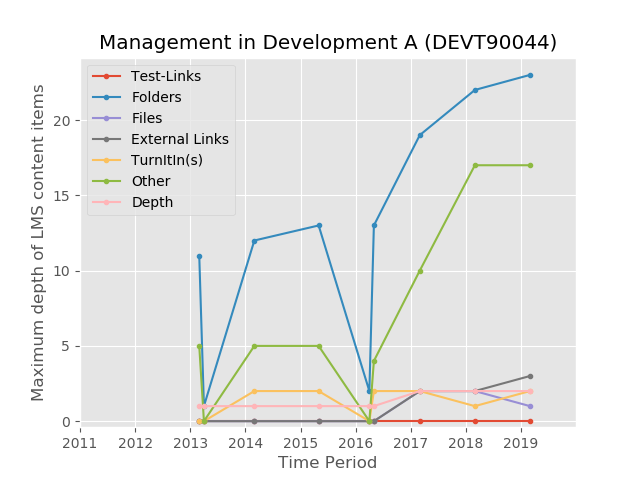 Management in Development A (DEVT90044)
Test-Links
Folders
Files
External Links
TurnItIn(s)
Other
Depth
Maximum depth of LMS content items
20
15
10
5
0
2011 2012 2013 2014 2015 2016 2017 2018 2019
Time Period